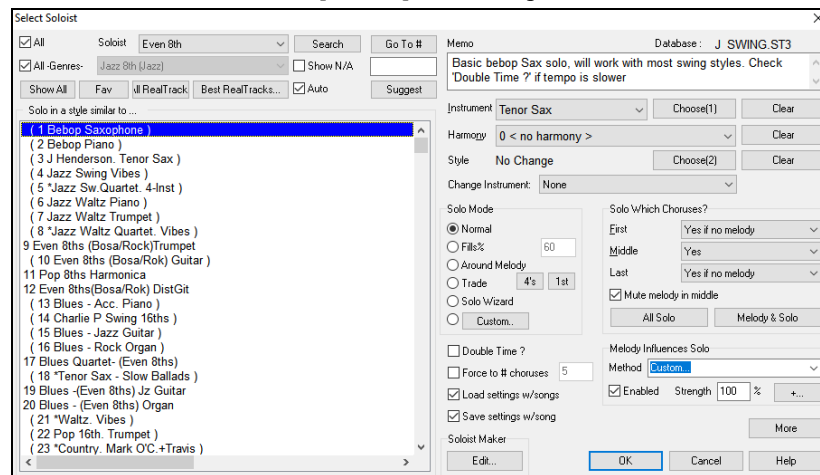 Select Soloist
All Soloist Even 8th Search Go To #
All -Genres- Jazz 8th (Jazz) Show N/A
Show All Fav All RealTrack Best RealTracks... Auto Suggest
Solo in a style similar to ...
( 1 Bebop Saxophone )
( 2 Bebop Piano )
( 3 J Henderson. Tenor Sax )
( 4 Jazz Swing Vibes )
( 5 *Jazz Sw.Quartet. 4-Inst )
( 6 Jazz Waltz Piano )
( 7 Jazz Waltz Trumpet )
( 8 *Jazz Waltz Quartet. Vibes )
9 Even 8ths (Bosa/Rock)Trumpet
( 10 Even 8ths (Bosa/Rok) Guitar )
11 Pop 8ths Harmonica
12 Even 8ths(Bosa/Rok) DistGit
( 13 Blues - Acc. Piano )
( 14 Charlie P Swing 16ths )
( 15 Blues - Jazz Guitar )
( 16 Blues - Rock Organ )
17 Blues Quartet- (Even 8ths)
( 18 *Tenor Sax - Slow Ballads )
19 Blues -(Even 8ths) Jz Guitar
20 Blues - (Even 8ths) Organ
( 21 *Waltz. Vibes )
( 22 Pop 16th. Trumpet )
( 23 *Country. Mark O'C.+Travis )
Memo Database : J SWING.ST3
Basic bebop Sax solo, will work with most swing styles. Check
'Double Time ?' if tempo is
slower
Instrument Tenor Sax Choose(1) Clear
Harmony 0 < no harmony > Clear
Style No Change Choose(2) Clear
Change Instrument: None
Solo Mode
Normal
Fills% 60
Around Melody
Trade 4's 1st
Solo Wizard
Custom..
Double Time ?
Force to # choruses 5
Load settings w/songs
Save settings w/song
Soloist Maker
Edit...
Solo Which Choruses?
First Yes if no melody
Middle Yes
Last Yes if no melody
Mute melody in middle
All Solo Melody & Solo
Melody Influences Solo
Method Custom...
Enabled Strength 100 % +...
More
OK Cancel Help